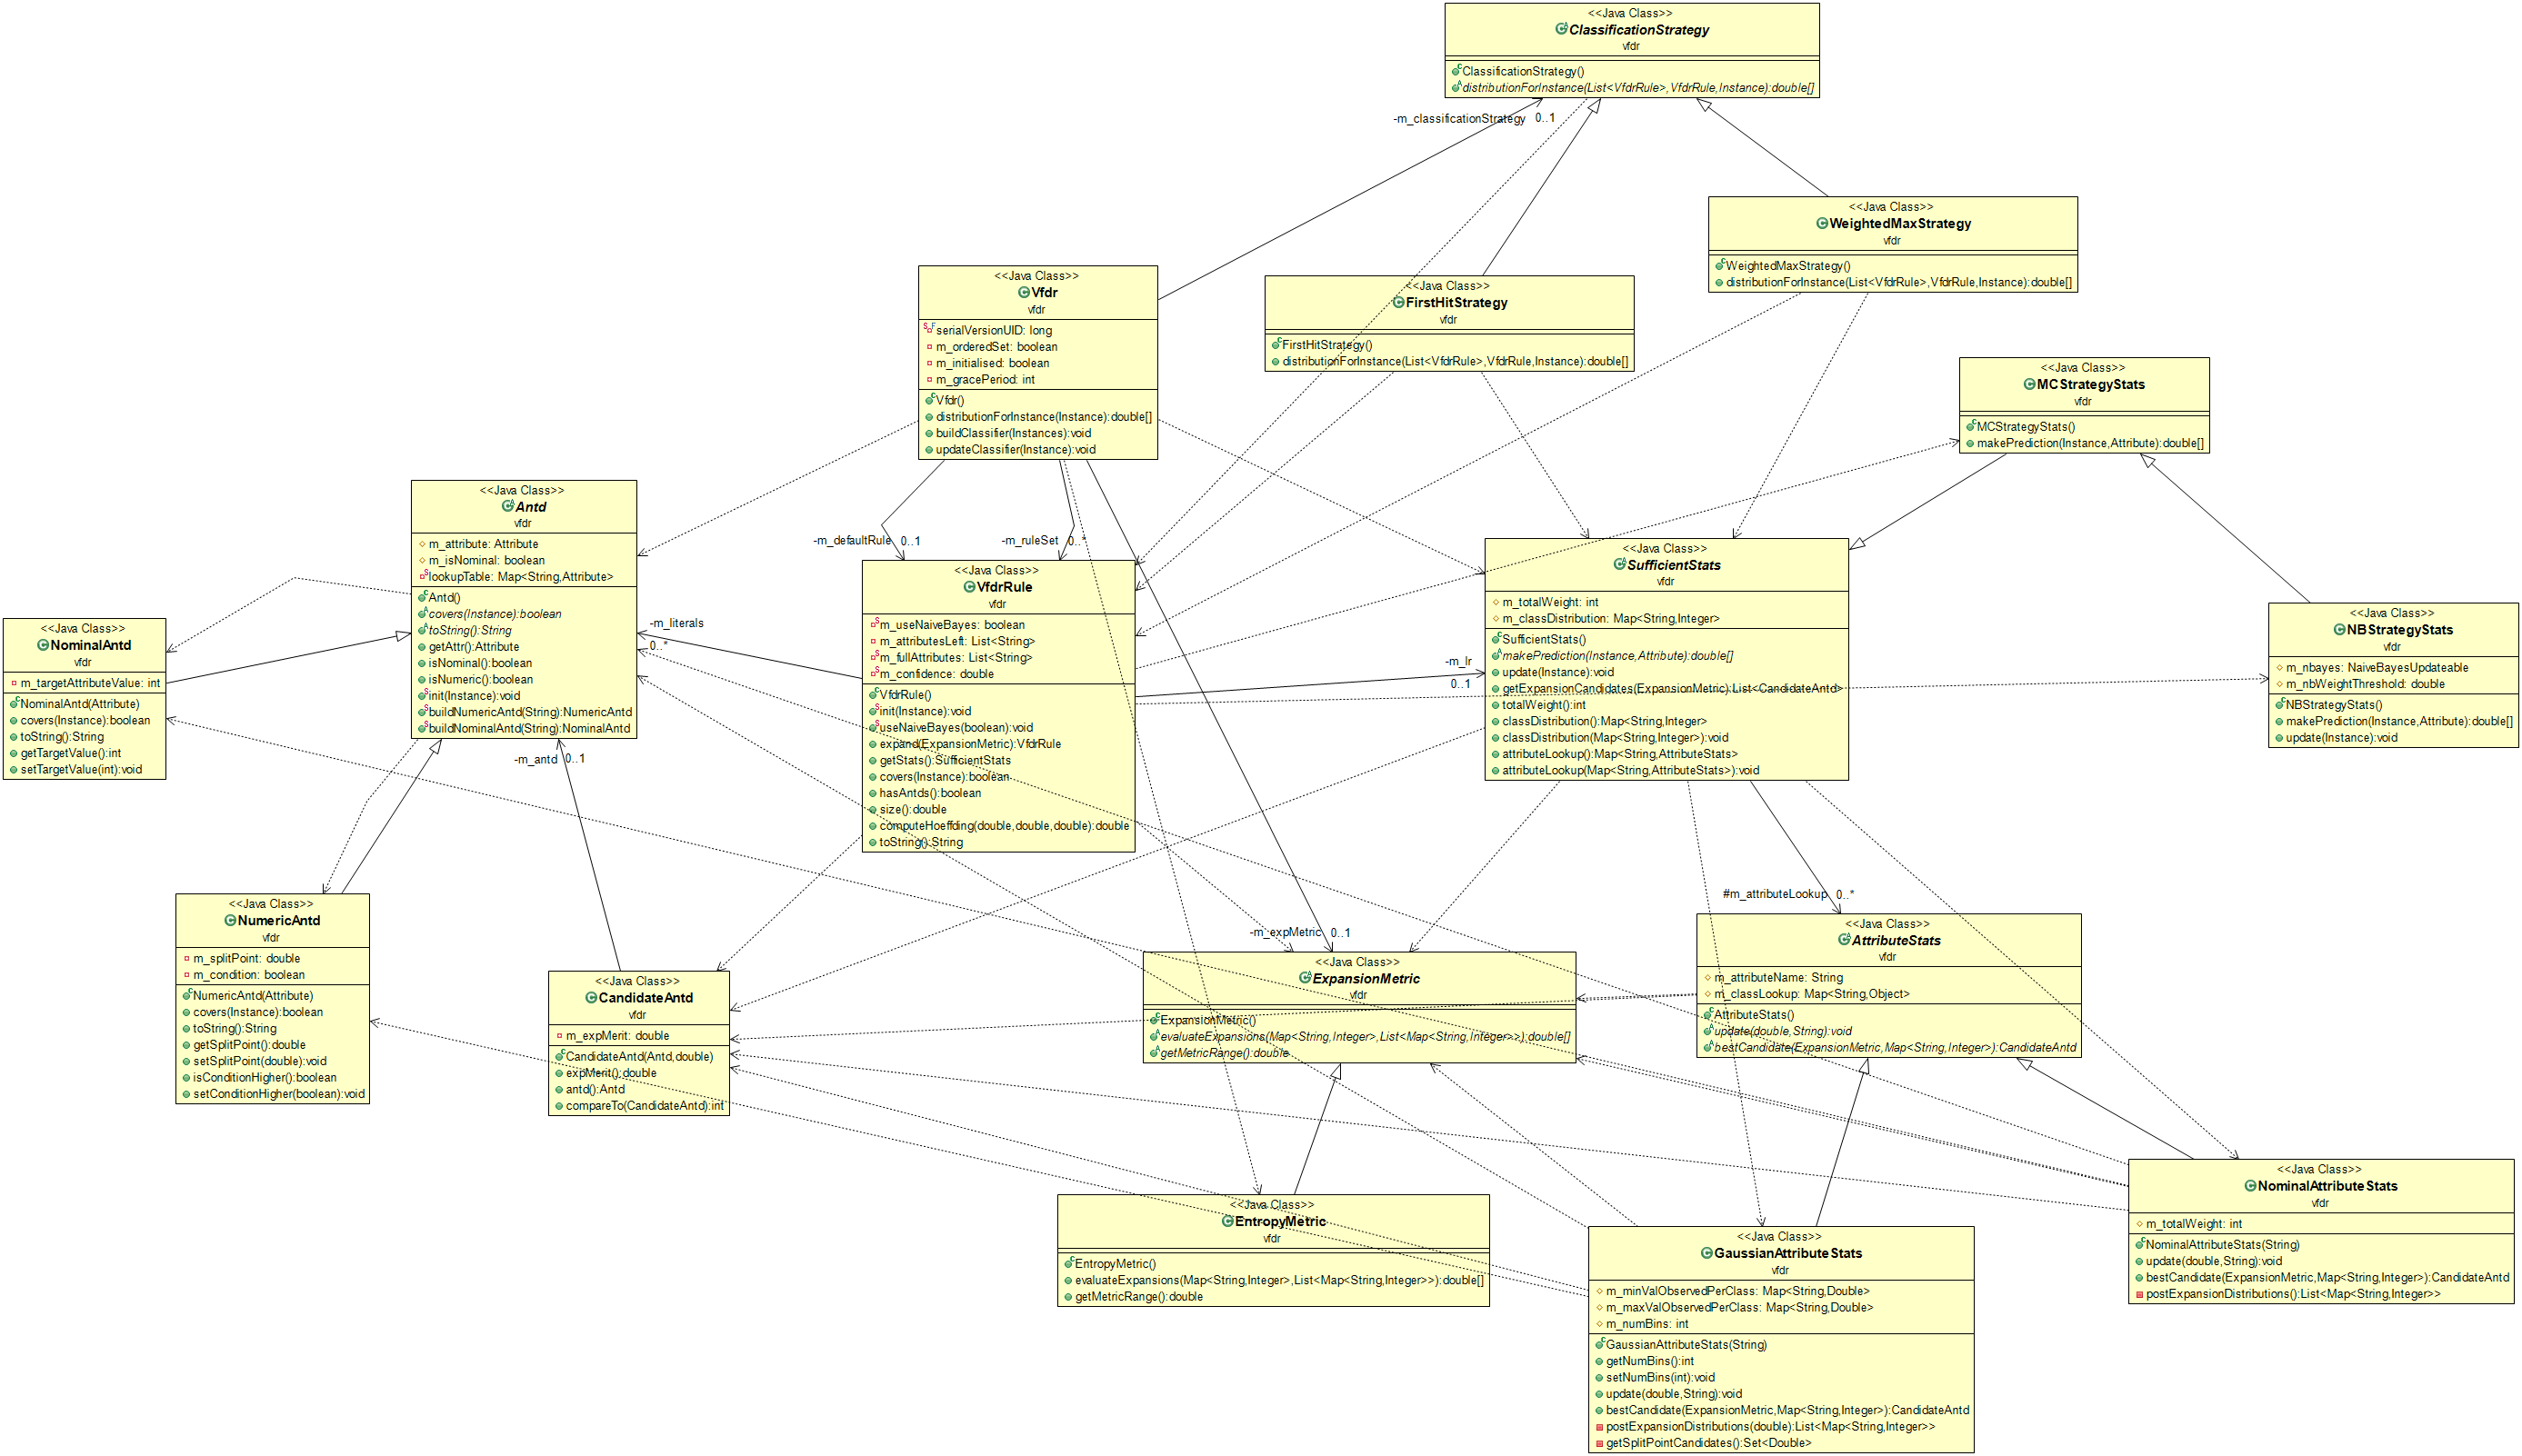 <<Java Class>>
ClassificationStrategy
vfdr
ClassificationStrategy()
distributionForInstance(List<VfdrRule>,VfdrRule,Instance):double[]
-m_classificationStrategy 0..1
<<Java Class>>
WeightedMaxStrategy
vfdr
WeightedMaxStrategy()
distributionForInstance(List<VfdrRule>,VfdrRule,Instance):double[]
<<Java Class>>
Vfdr
vfdr
serialVersionUID: long
m_orderedSet: boolean
m_initialised: boolean
m_gracePeriod: int
Vfdr()
distributionForInstance(Instance):double[]
buildClassifier(Instances):void
updateClassifier(Instance):void
<<Java Class>>
FirstHitStrategy
vfdr
FirstHitStrategy()
distributionForInstance(List<VfdrRule>,VfdrRule,Instance):double[]
<<Java Class>>
MCStrategyStats
vfdr
MCStrategyStats()
makePrediction(Instance,Attribute):double[]
<<Java Class>>
Antd
vfdr
m_attribute: Attribute
m_isNominal: boolean
lookupTable: Map<String,Attribute>
Antd()
covers(Instance):boolean
toString():String
getAttr():Attribute
isNominal():boolean
isNumeric():boolean
init(Instance):void
buildNumericAntd(String):NumericAntd
buildNominalAntd(String):NominalAntd
-m_defaultRule 0..1
-m_ruleSet 0..*
<<Java Class>>
VfdrRule
vfdr
m_useNaiveBayes: boolean
m_attributesLeft: List<String>
m_fullAttributes: List<String>
m_confidence: double
VfdrRule()
init(Instance):void
useNaiveBayes(boolean):void
expand(ExpansionMetric):VfdrRule
getStats():SufficientStats
covers(Instance):boolean
hasAntds():boolean
size():double
computeHoeffding(double,double,double):double
toString():String
-m_literals
0..*
-m_lr
0..1
<<Java Class>>
SufficientStats
vfdr
m_totalWeight: int
m_classDistribution: Map<String,Integer>
SufficientStats()
makePrediction(Instance,Attribute):double[]
update(Instance):void
getExpansionCandidates(ExpansionMetric):List<CandidateAntd>
totalWeight():int
classDistribution():Map<String,Integer>
classDistribution(Map<String,Integer>):void
attributeLookup():Map<String,AttributeStats>
attributeLookup(Map<String,AttributeStats>):void
<<Java Class>>
NBStrategyStats
vfdr
m_nbayes: NaiveBayesUpdateable
m_nbWeightThreshold: double
NBStrategyStats()
makePrediction(Instance,Attribute):double[]
update(Instance):void
<<Java Class>>
NominalAntd
vfdr
m_targetAttributeValue: int
NominalAntd(Attribute)
covers(Instance):boolean
toString():String
getTargetValue():int
setTargetValue(int):void
-m_antd 0..1
<<Java Class>>
NumericAntd
vfdr
m_splitPoint: double
m_condition: boolean
NumericAntd(Attribute)
covers(Instance):boolean
toString():String
getSplitPoint():double
setSplitPoint(double):void
isConditionHigher():boolean
setConditionHigher(boolean):void
<<Java Class>>
CandidateAntd
vfdr
m_expMerit: double
CandidateAntd(Antd,double)
expMerit():double
antd():Antd
compareTo(CandidateAntd):int
-m_expMetric 0..1
<<Java Class>>
ExpansionMetric
vfdr
ExpansionMetric()
evaluateExpansions(Map<String,Integer>,List<Map<String,Integer>>):double[]
getMetricRange():double
#m_attributeLookup 0..*
<<Java Class>>
AttributeStats
vfdr
m_attributeName: String
m_classLookup: Map<String,Object>
AttributeStats()
update(double,String):void
bestCandidate(ExpansionMetric,Map<String,Integer>):CandidateAntd
<<Java Class>>
EntropyMetric
vfdr
EntropyMetric()
evaluateExpansions(Map<String,Integer>,List<Map<String,Integer>>):double[]
getMetricRange():double
<<Java Class>>
GaussianAttributeStats
vfdr
m_minValObservedPerClass: Map<String,Double>
m_maxValObservedPerClass: Map<String,Double>
m_numBins: int
GaussianAttributeStats(String)
getNumBins():int
setNumBins(int):void
update(double,String):void
bestCandidate(ExpansionMetric,Map<String,Integer>):CandidateAntd
postExpansionDistributions(double):List<Map<String,Integer>>
getSplitPointCandidates():Set<Double>
<<Java Class>>
NominalAttributeStats
vfdr
m_totalWeight: int
NominalAttributeStats(String)
update(double,String):void
bestCandidate(ExpansionMetric,Map<String,Integer>):CandidateAntd
postExpansionDistributions():List<Map<String,Integer>>